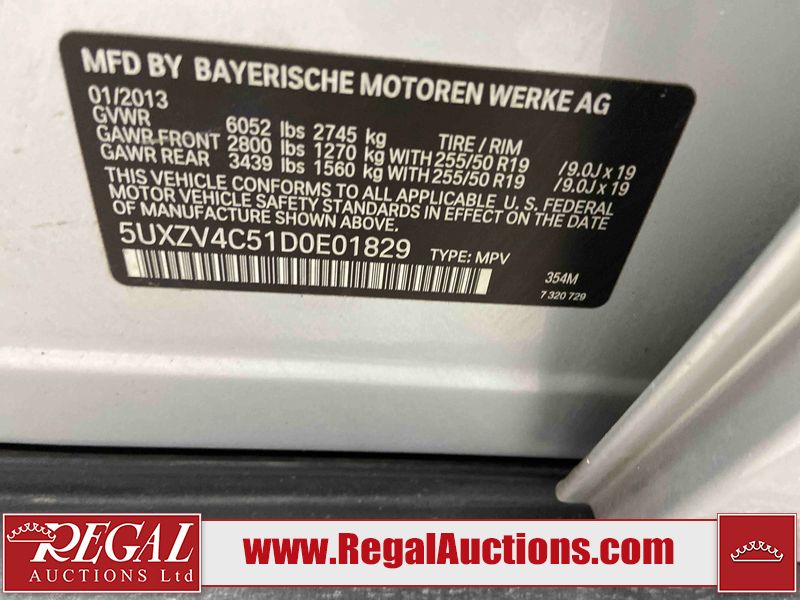 MFD BY BAYERISCHE MOTOREN WERKE AG
01/2013
GVWR 6052 lbs 2745 kg TIRE / RIM
GAWR FRONT 2800 lbs 1270 kg WITH 255/50 R19 /9.0J x 19
GAWR REAR 3439 lbs 1560 kg WITH 255/50 R19 /9.0J x 19
THIS VEHICLE CONFORMS TO ALL APPLICABLE U. S. FEDERAL
MOTOR VEHICLE SAFETY STANDARDS IN EFFECT ON THE DATE
OF MANUFACTURE SHOWN ABOVE.
5UXZV4C51D0E01829 TYPE: MPV
354M
7 320 729
REGAL
AUCTIONS Ltd
www.RegalAuctions.com